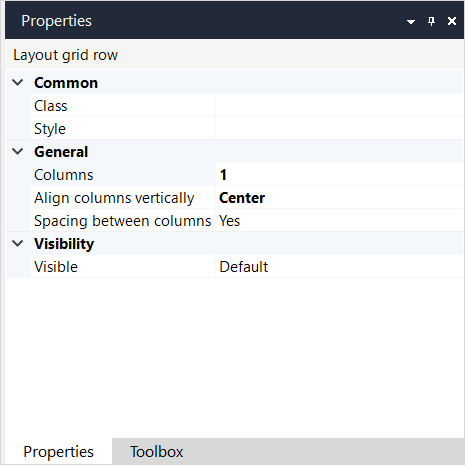 Properties
Layout grid row
Common
Class
Style
General
Columns 1
Align columns vertically Center
Spacing between columns Yes
Visibility
Visible Default
Properties Toolbox